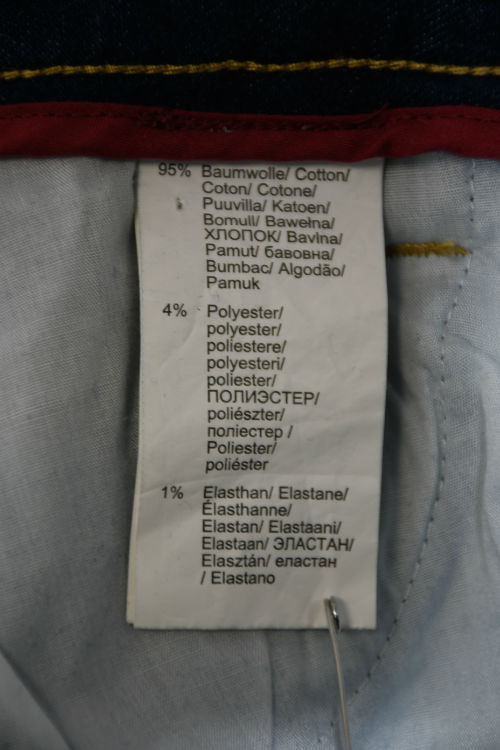 95% Baumwolle/ Cotton/
Coton/ Cotone/
Puuvilla/ Katoen/
Bomull/ Bawełna/
ХЛОПОК/ Bavlna/
Pamut/ бавовна/
Bumbac/ Algodão/
Pamuk
4% Polyester/
polyester/
poliestere/
polyesteri/
poliester/
ПОЛИЭСТЕР/
poliészter/
поліестер /
Poliester/
poliéster
1% Elasthan/ Elastane/
Élasthanne/
Elastan/ Elastaani/
Elastaan/ ЭЛАСТАН/
Elasztán/ еластан
/ Elastano